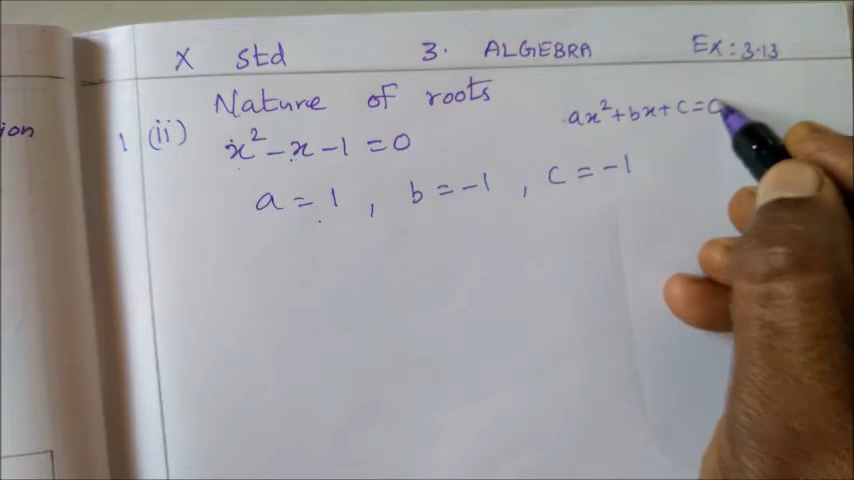 X std 3. ALGEBRA Ex: 3.13
Nature of roots
ax²+bx+c=0
1 (ii) x² - x - 1 = 0
a = 1 , b = -1 , c = -1
ion